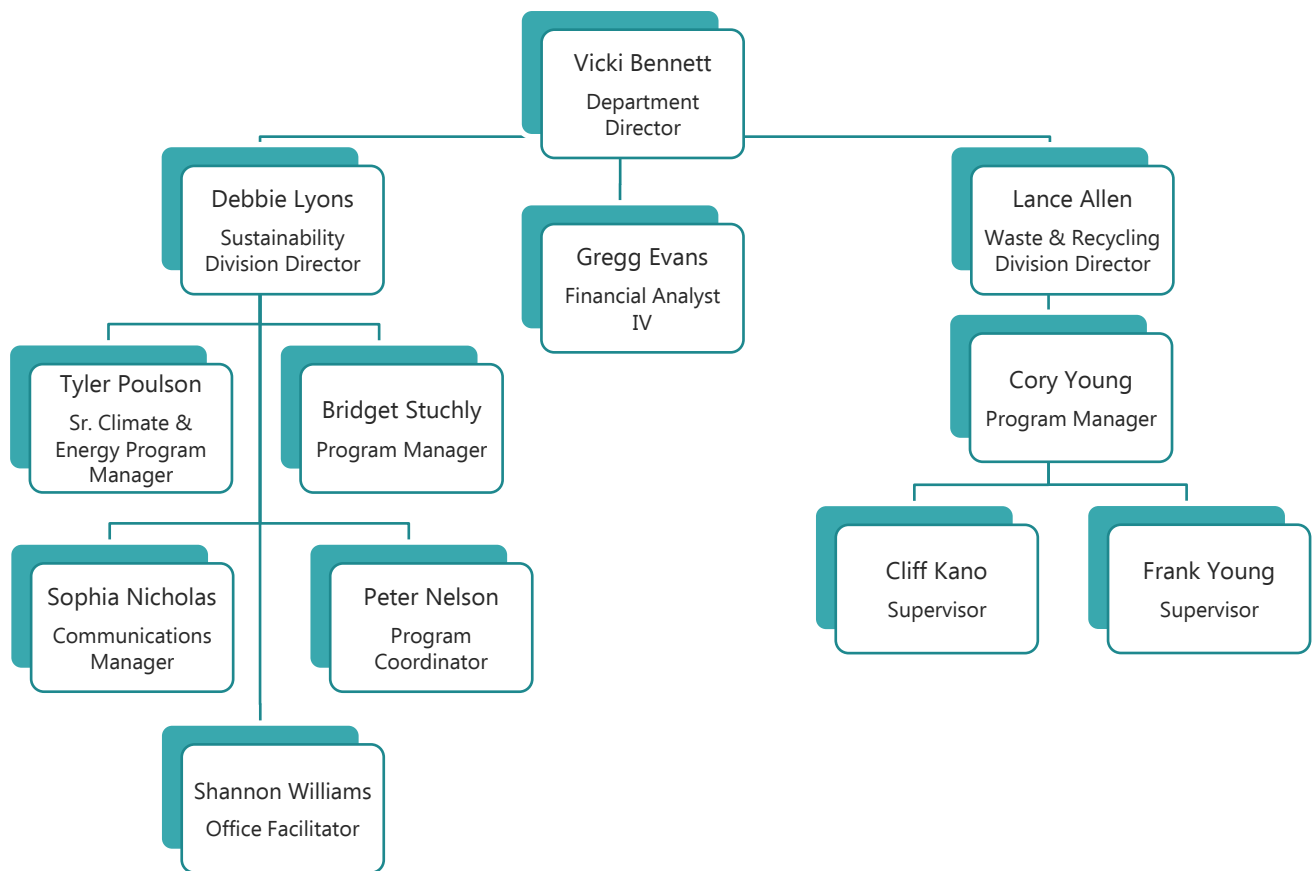 Vicki Bennett
Department
Director
Debbie Lyons
Sustainability
Division Director
Gregg Evans
Financial Analyst
IV
Lance Allen
Waste & Recycling
Division Director
Tyler Poulson
Sr. Climate &
Energy Program
Manager
Bridget Stuchly
Program Manager
Cory Young
Program Manager
Sophia Nicholas
Communications
Manager
Peter Nelson
Program
Coordinator
Cliff Kano
Supervisor
Frank Young
Supervisor
Shannon Williams
Office Facilitator